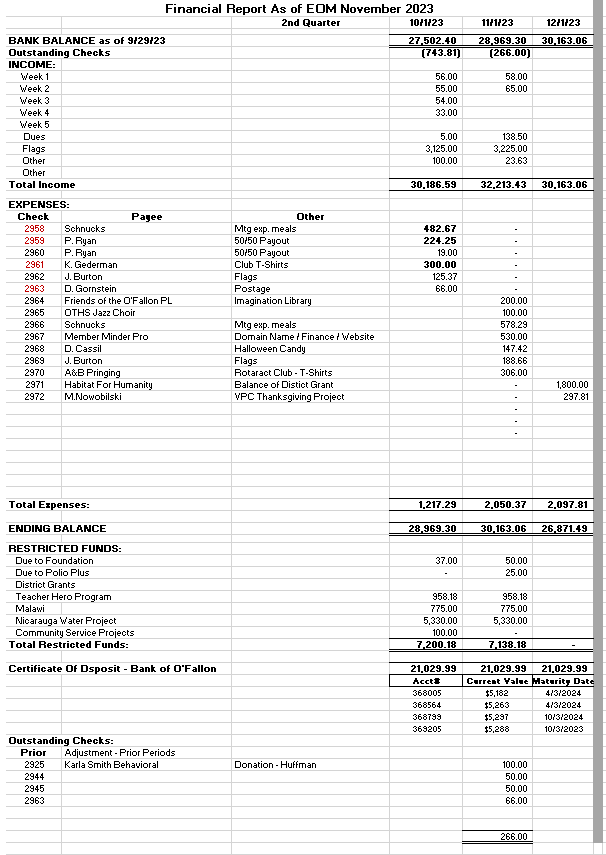 Financial Report As of EOM November 2023
2nd Quarter 10/1/23 11/1/23 12/1/23
BANK BALANCE as of 9/29/23 27,502.40 28,969.30 30,163.06
Outstanding Checks (743.81) (266.00)
INCOME:
Week 1 56.00 58.00
Week 2 55.00 65.00
Week 3 54.00
Week 4 33.00
Week 5
Dues 5.00 138.50
Flags 3,125.00 3,225.00
Other 100.00 23.63
Other
Total Income 30,186.59 32,213.43 30,163.06
EXPENSES:
Check Payee Other
2958 Schnucks Mtg exp. meals 482.67 -
2959 P. Ryan 50/50 Payout 224.25 -
2960 P. Ryan 50/50 Payout 19.00 -
2961 K. Gederman Club T-Shirts 300.00 -
2962 J. Burton Flags 125.37 -
2963 D. Gornstein Postage 66.00 -
2964 Friends of the O'Fallon PL Imagination Library 200.00
2965 OTHS Jazz Choir 100.00
2966 Schnucks Mtg exp. meals 578.29
2967 Member Minder Pro Domain Name / Finance / Website 530.00
2968 D. Cassil Halloween Candy 147.42
2969 J. Burton Flags 188.66
2970 A&B Pringing Rotaract Club - T-Shirts 306.00
2971 Habitat For Humanity Balance of Distict Grant - 1,800.00
2972 M.Nowobilski VPC Thanksgiving Project - 297.81
-
-
-
Total Expenses: 1,217.29 2,050.37 2,097.81
ENDING BALANCE 28,969.30 30,163.06 26,871.49
RESTRICTED FUNDS:
Due to Foundation 37.00 50.00
Due to Polio Plus - 25.00
District Grants
Teacher Hero Program 958.18 958.18
Malawi 775.00 775.00
Nicarauga Water Project 5,330.00 5,330.00
Community Service Projects 100.00 -
Total Restricted Funds: 7,200.18 7,138.18 -
Certificate Of Dsposit - Bank of O'Fallon 21,029.99 21,029.99 21,029.99
Acct# Current Value Maturity Date
368005 $5,182 4/3/2024
368564 $5,263 4/3/2024
368799 $5,297 10/3/2024
369205 $5,288 10/3/2023
Outstanding Checks:
Prior Adjustment - Prior Periods
2925 Karla Smith Behavioral Donation - Huffman 100.00
2944 50.00
2945 50.00
2963 66.00
266.00